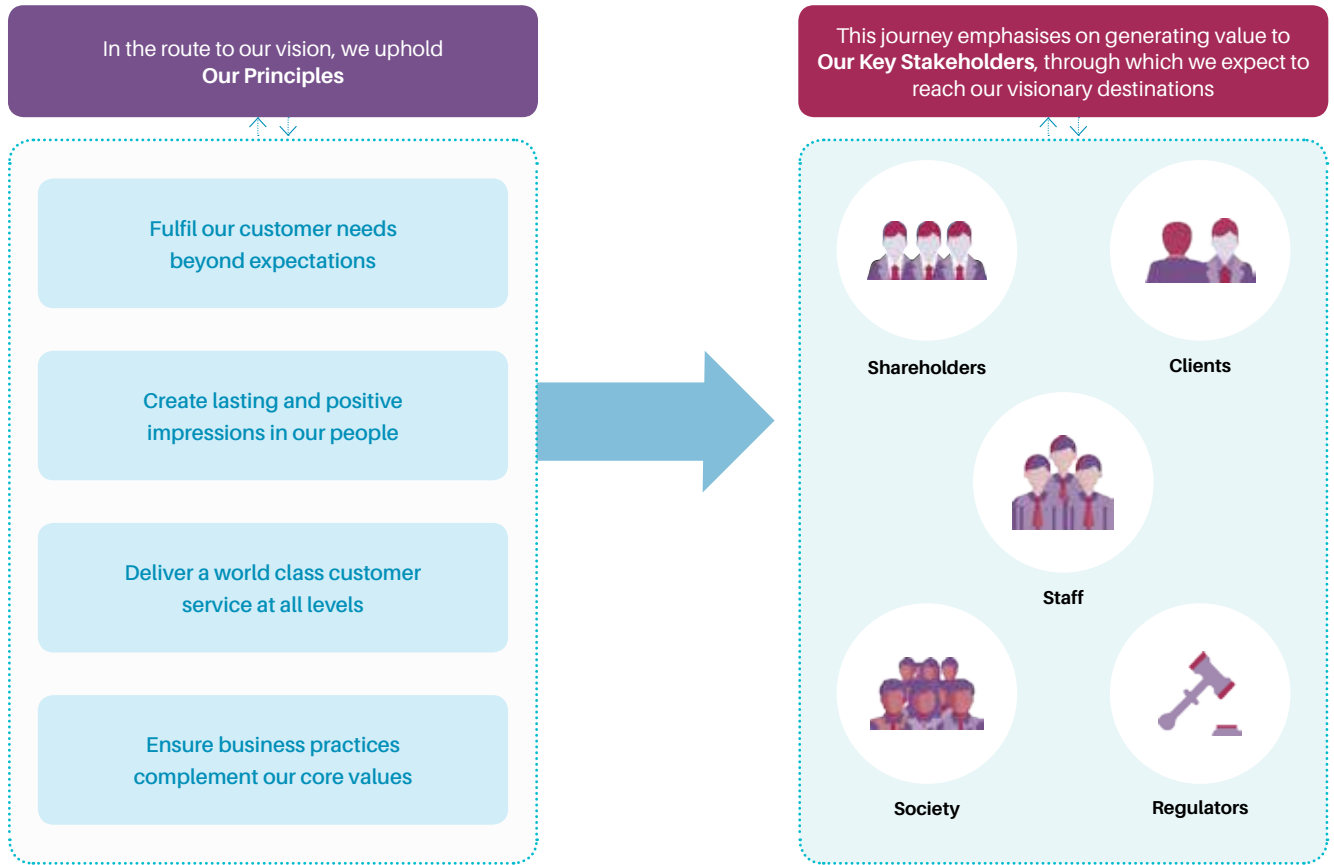 In the route to our vision, we uphold
Our Principles
Fulfil our customer needs
beyond expectations
Create lasting and positive
impressions in our people
Deliver a world class customer
service at all levels
Ensure business practices
complement our core values
This journey emphasises on generating value to
Our Key Stakeholders, through which we expect to
reach our visionary destinations
Shareholders
Clients
Staff
Society
Regulators